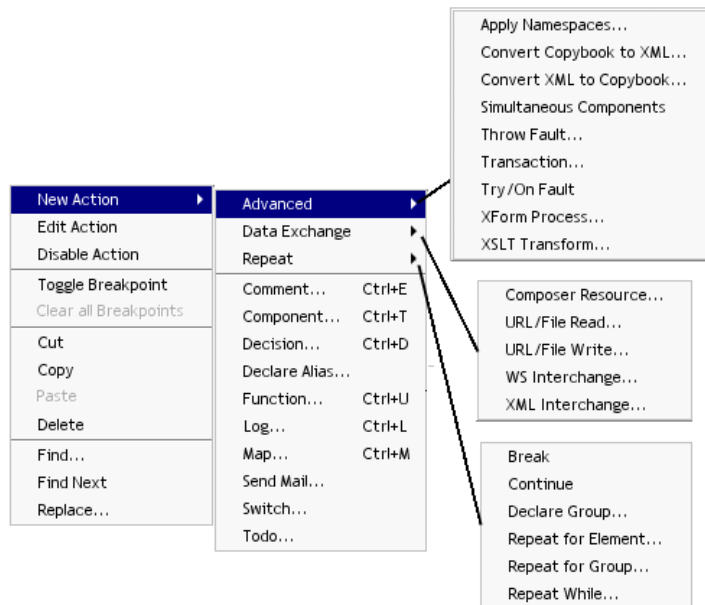 New Action
Edit Action
Disable Action
Toggle Breakpoint
Clear all Breakpoints
Cut
Copy
Paste
Delete
Find...
Find Next
Replace...
Advanced
Data Exchange
Repeat
Comment... Ctrl+E
Component... Ctrl+T
Decision... Ctrl+D
Declare Alias...
Function... Ctrl+U
Log... Ctrl+L
Map... Ctrl+M
Send Mail...
Switch...
Todo...
Apply Namespaces...
Convert Copybook to XML...
Convert XML to Copybook...
Simultaneous Components
Throw Fault...
Transaction...
Try/On Fault
XForm Process...
XSLT Transform...
Composer Resource...
URL/File Read...
URL/File Write...
WS Interchange...
XML Interchange...
Break
Continue
Declare Group...
Repeat for Element...
Repeat for Group...
Repeat While...